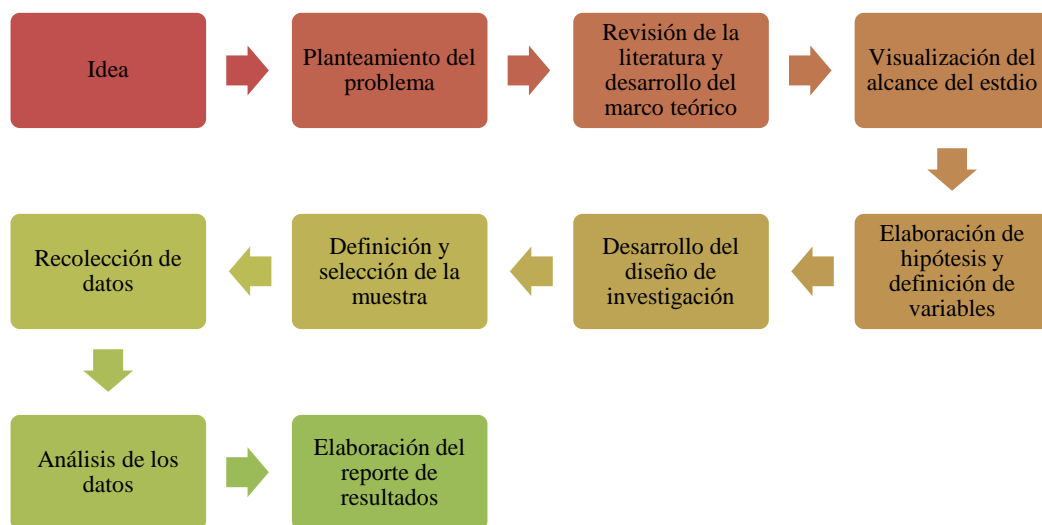 Idea
Planteamiento del
problema
Revisión de la
literatura y
desarrollo del
marco teórico
Visualización del
alcance del estdio
Elaboración de
hipótesis y
definición de
variables
Desarrollo del
diseño de
investigación
Definición y
selección de la
muestra
Recolección de
datos
Análisis de los
datos
Elaboración del
reporte de
resultados